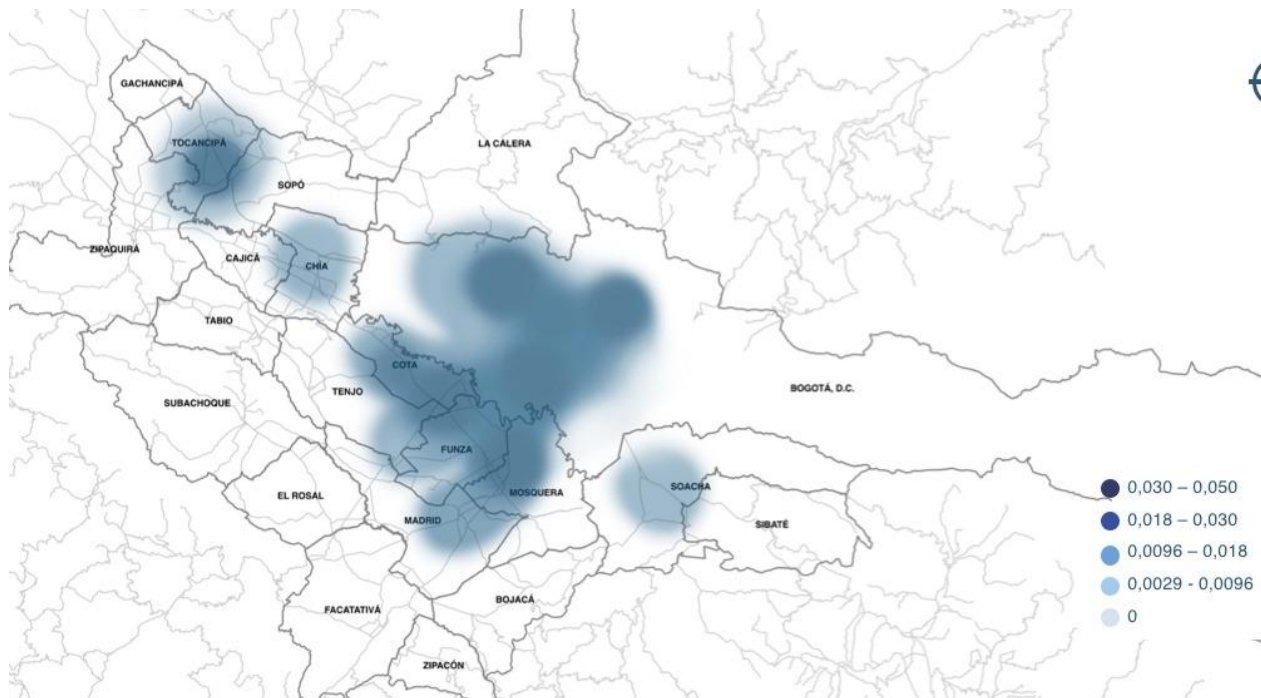 GACHANCIPÁ
TOCANCIPÁ
LA CALERA
SOPÓ
ZIPAQUIRÁ
CAJICÁ
CHÍA
TABIO
COTA
TENJO
BOGOTÁ, D.C.
SUBACHOQUE
FUNZA
SOACHA
EL ROSAL
MOSQUERA
MADRID
SIBATÉ
BOJACÁ
FACATATIVÁ
ZIPACÓN
0,030 – 0,050
0,018 – 0,030
0,0096 – 0,018
0,0029 - 0,0096
0